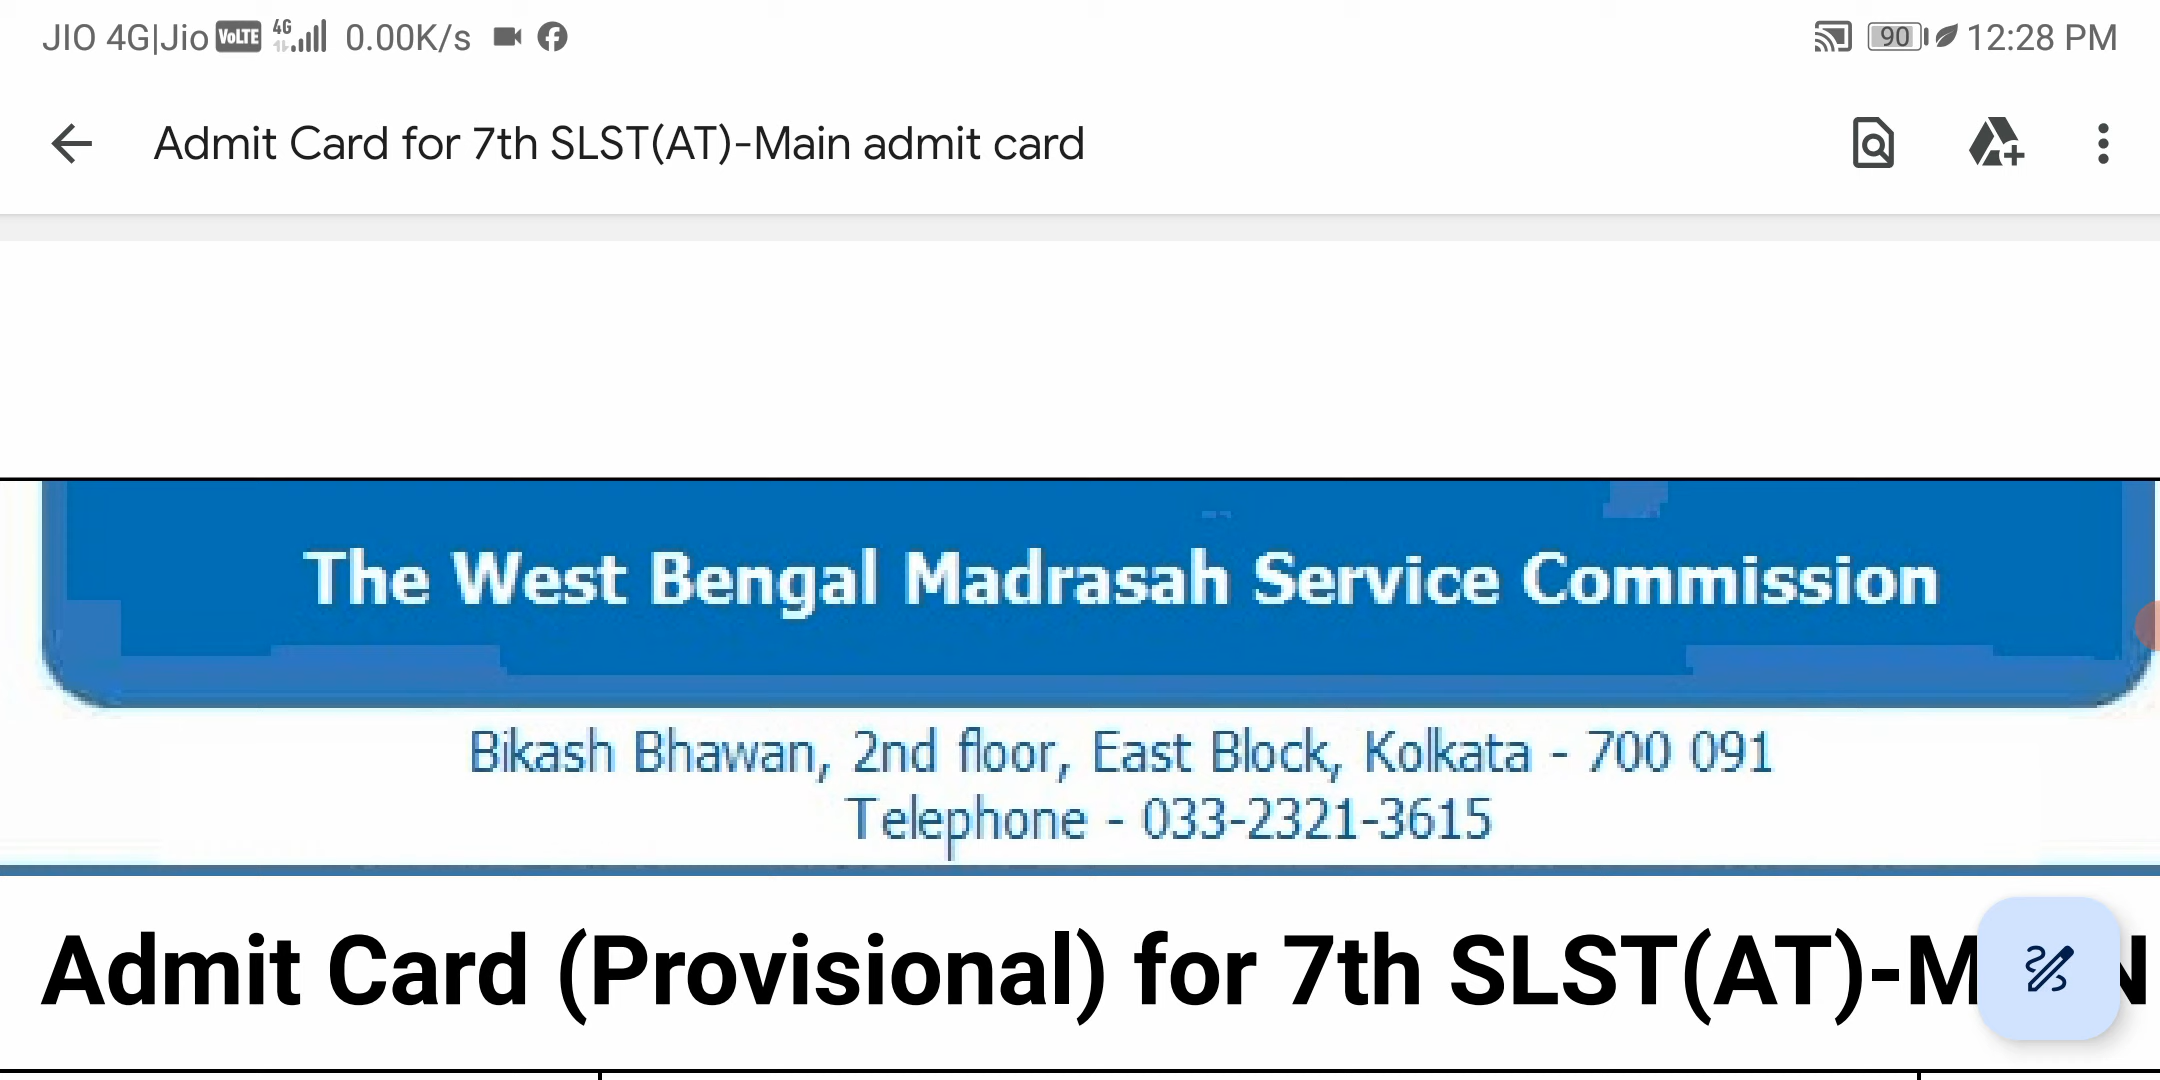 JIO 4G|Jio VoLTE 4G 0.00K/s 90 12:28 PM
Admit Card for 7th SLST(AT)-Main admit card
The West Bengal Madrasah Service Commission
Bikash Bhawan, 2nd floor, East Block, Kolkata - 700 091
Telephone - 033-2321-3615
Admit Card (Provisional) for 7th SLST(AT)-